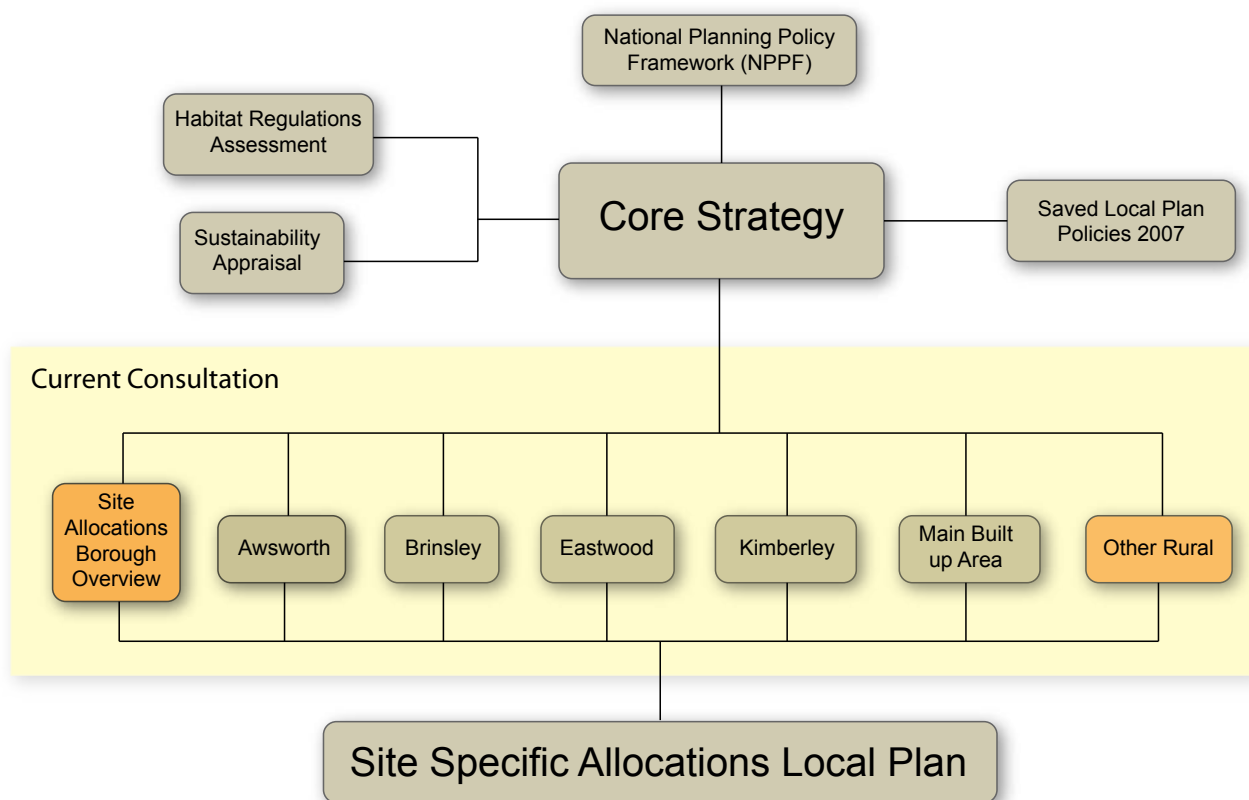 National Planning Policy
Framework (NPPF)
Habitat Regulations
Assessment
Core Strategy
Saved Local Plan
Policies 2007
Sustainability
Appraisal
Current Consultation
Site
Allocations
Borough
Overview
Awsworth
Brinsley
Eastwood
Kimberley
Main Built
up Area
Other Rural
Site Specific Allocations Local Plan